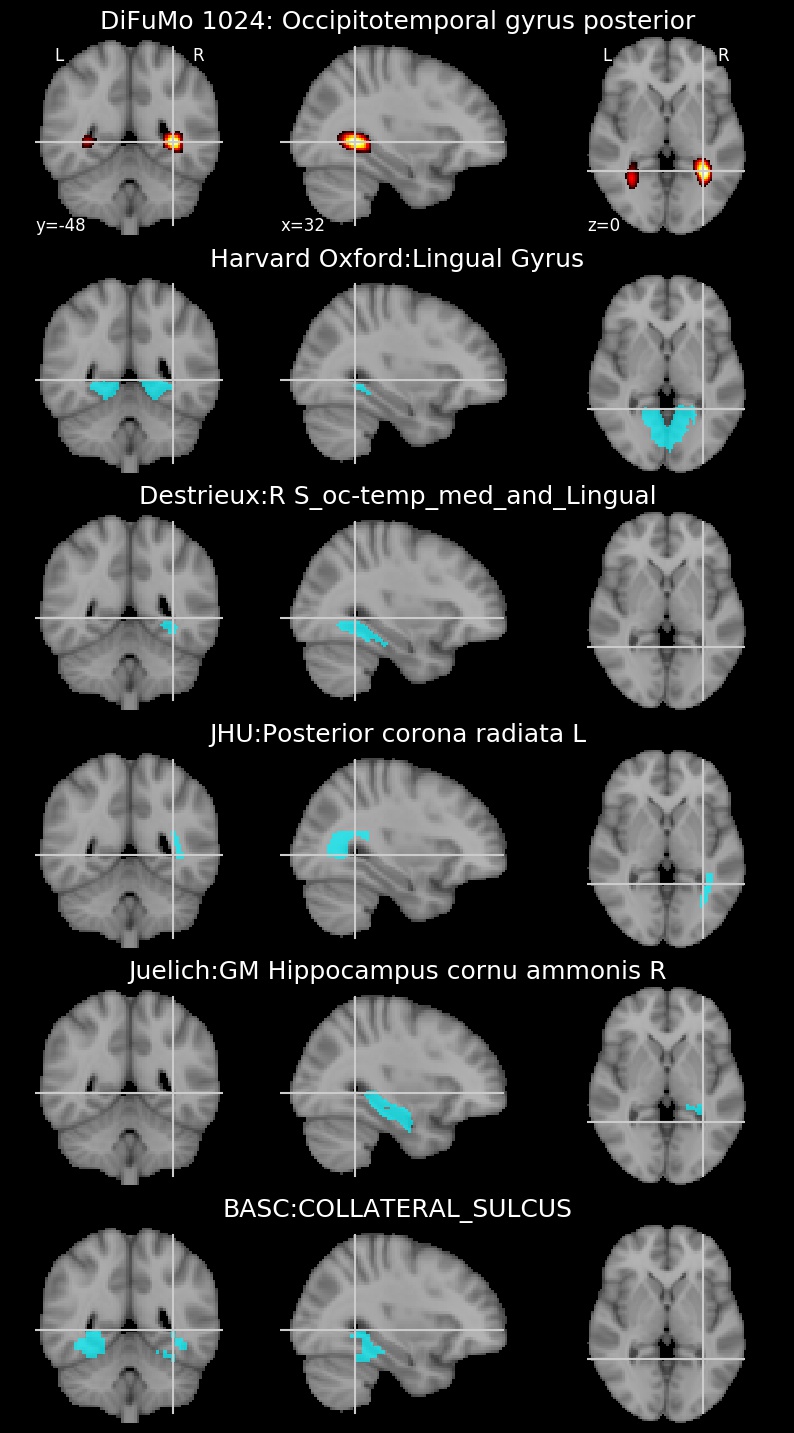 DiFuMo 1024: Occipitotemporal gyrus posterior
L R L R
y=-48 x=32 z=0
Harvard Oxford:Lingual Gyrus
Destrieux:R S_oc-temp_med_and_Lingual
JHU:Posterior corona radiata L
Juelich:GM Hippocampus cornu ammonis R
BASC:COLLATERAL_SULCUS